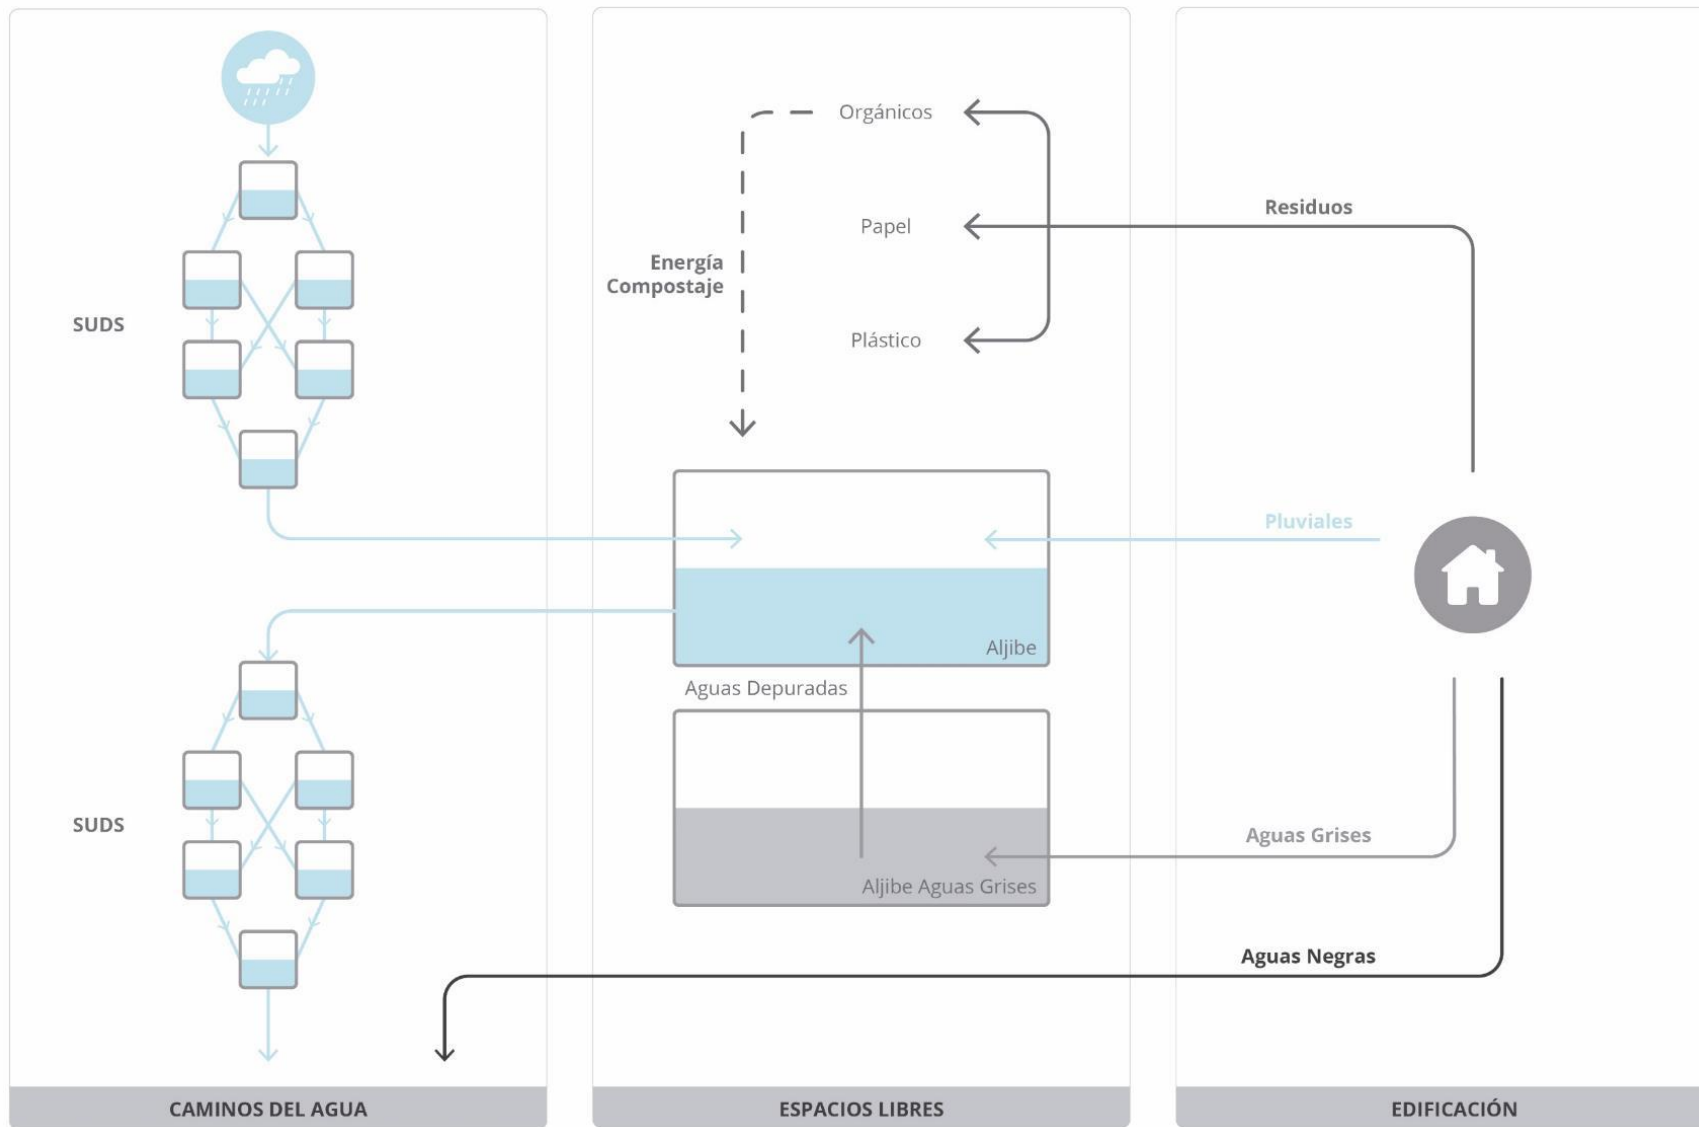 SUDS
SUDS
CAMINOS DEL AGUA
Orgánicos
Papel
Plástico
Energía
Compostaje
Aljibe
Aguas Depuradas
Aljibe Aguas Grises
ESPACIOS LIBRES
Residuos
Pluviales
Aguas Grises
Aguas Negras
EDIFICACIÓN